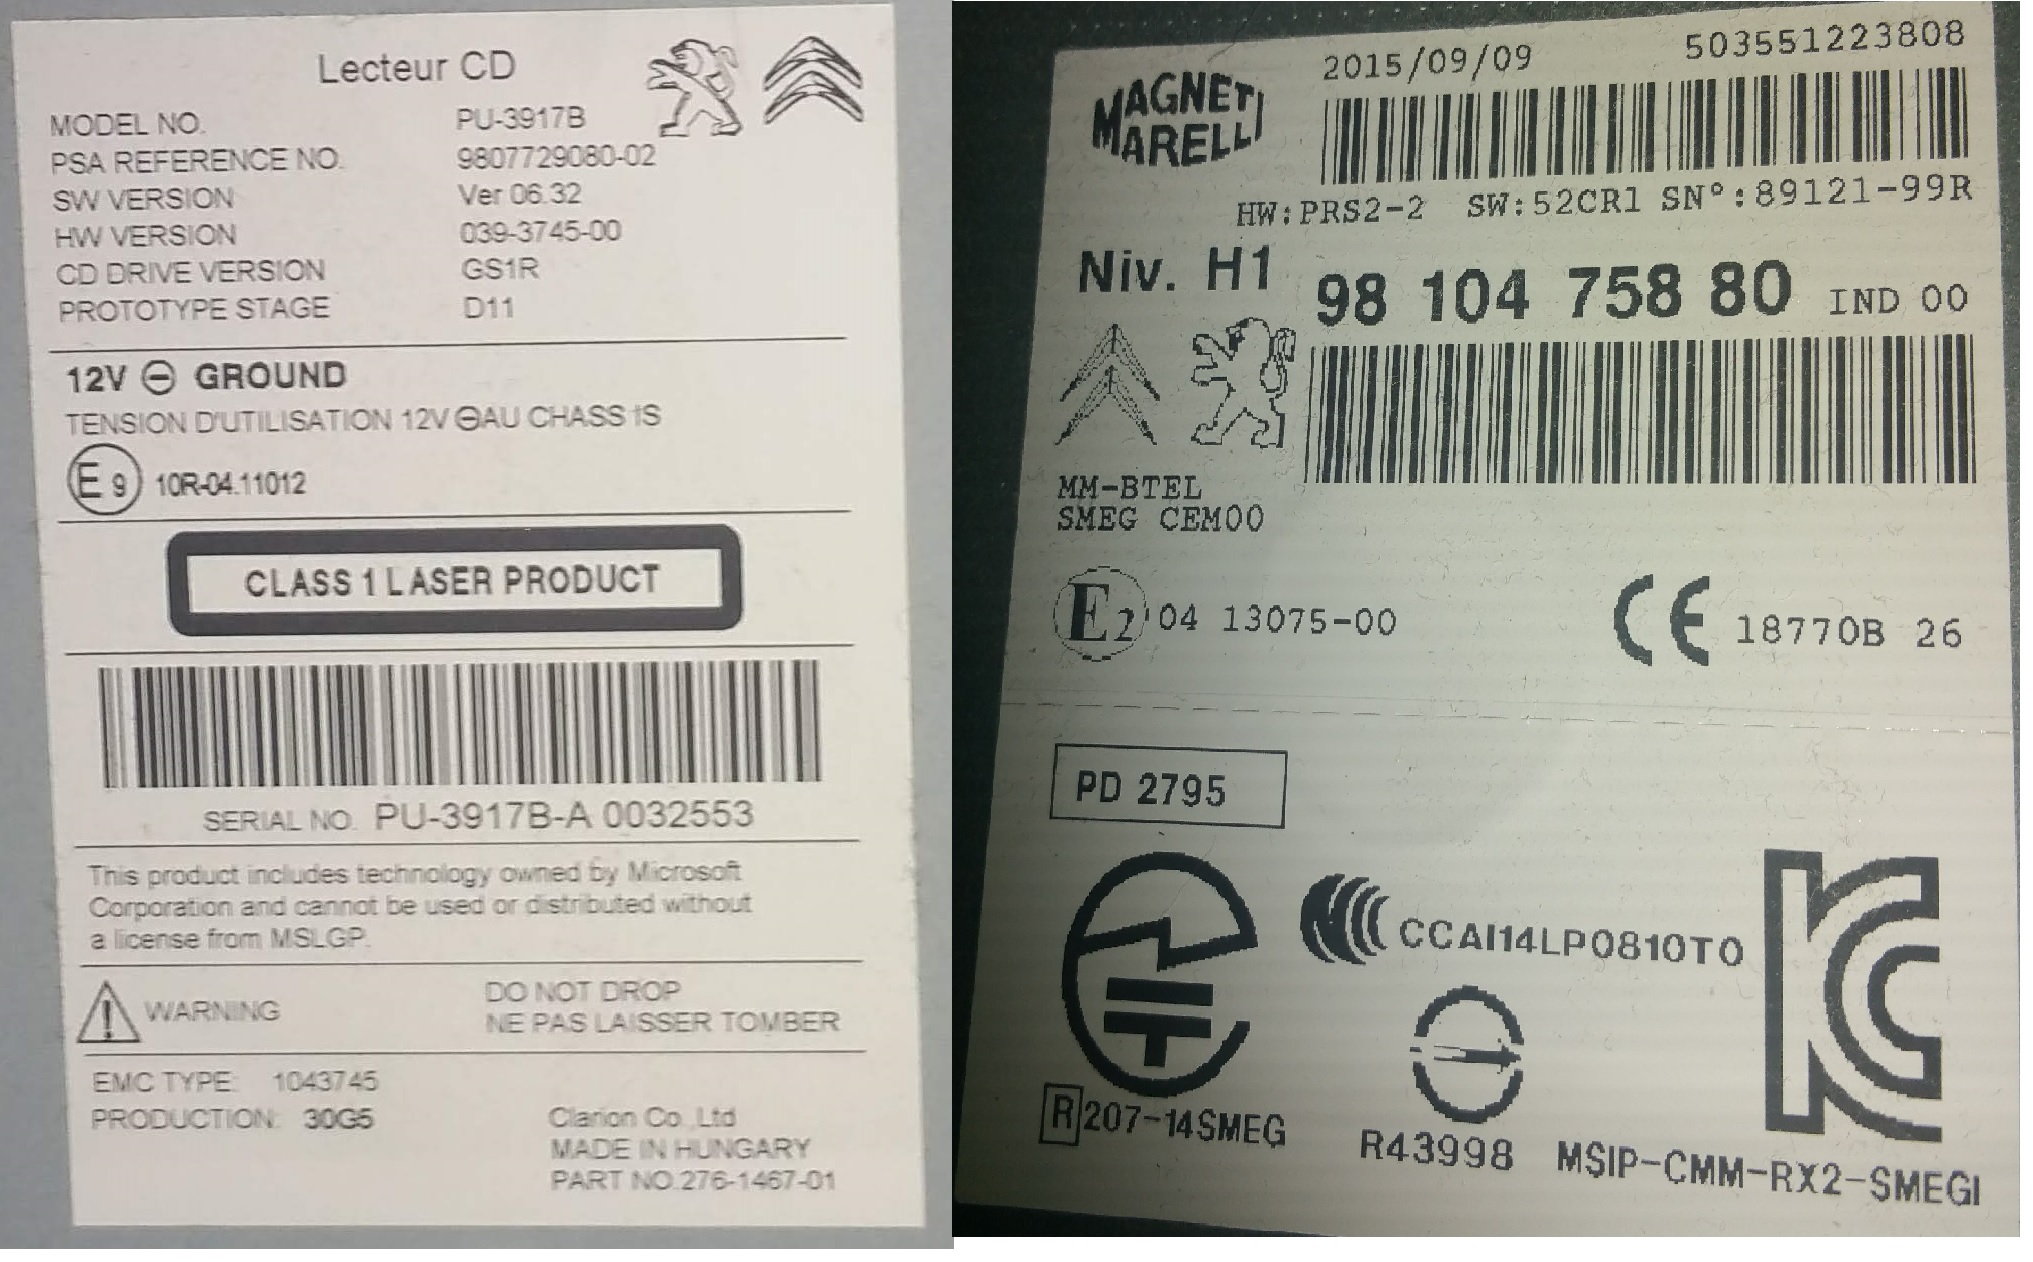 Lecteur CD
MODEL NO. PU-3917B
PSA REFERENCE NO. 9807729080-02
SW VERSION Ver 06.32
HW VERSION 039-3745-00
CD DRIVE VERSION GS1R
PROTOTYPE STAGE D11
12V ⊖ GROUND
TENSION D'UTILISATION 12V ⊖AU CHASS IS
E9 10R-04.11012
CLASS 1 LASER PRODUCT
SERIAL NO. PU-3917B-A 0032553
This product includes technology owned by Microsoft
Corporation and cannot be used or distributed without
a license from MSLGP.
WARNING
DO NOT DROP
NE PAS LAISSER TOMBER
EMC TYPE: 1043745
PRODUCTION: 30G5
Clarion Co.,Ltd
MADE IN HUNGARY
PART NO.276-1467-01
MAGNETI
MARELLI
2015/09/09 503551223808
HW:PRS2-2 SW:52CR1 SN°:89121-99R
Niv. H1 98 104 758 80 IND 00
MM-BTEL
SMEG CEM00
E2 04 13075-00
CE 18770B 26
PD 2795
CCAI14LP0810T0
R 207-14SMEG
R43998
MSIP-CMM-RX2-SMEGI